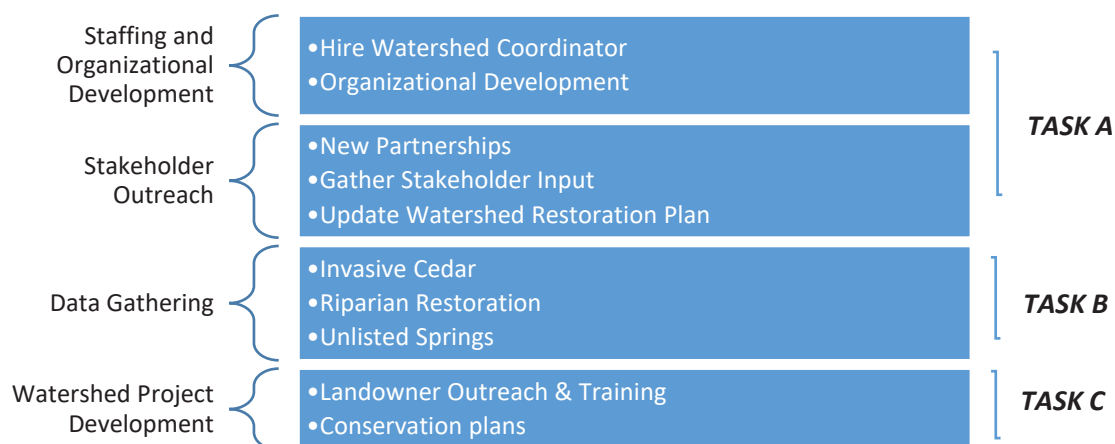 Staffing and
Organizational
Development
•Hire Watershed Coordinator
•Organizational Development
Stakeholder
Outreach
•New Partnerships
•Gather Stakeholder Input
•Update Watershed Restoration Plan
TASK A
Data Gathering
•Invasive Cedar
•Riparian Restoration
•Unlisted Springs
TASK B
Watershed Project
Development
•Landowner Outreach & Training
•Conservation plans
TASK C